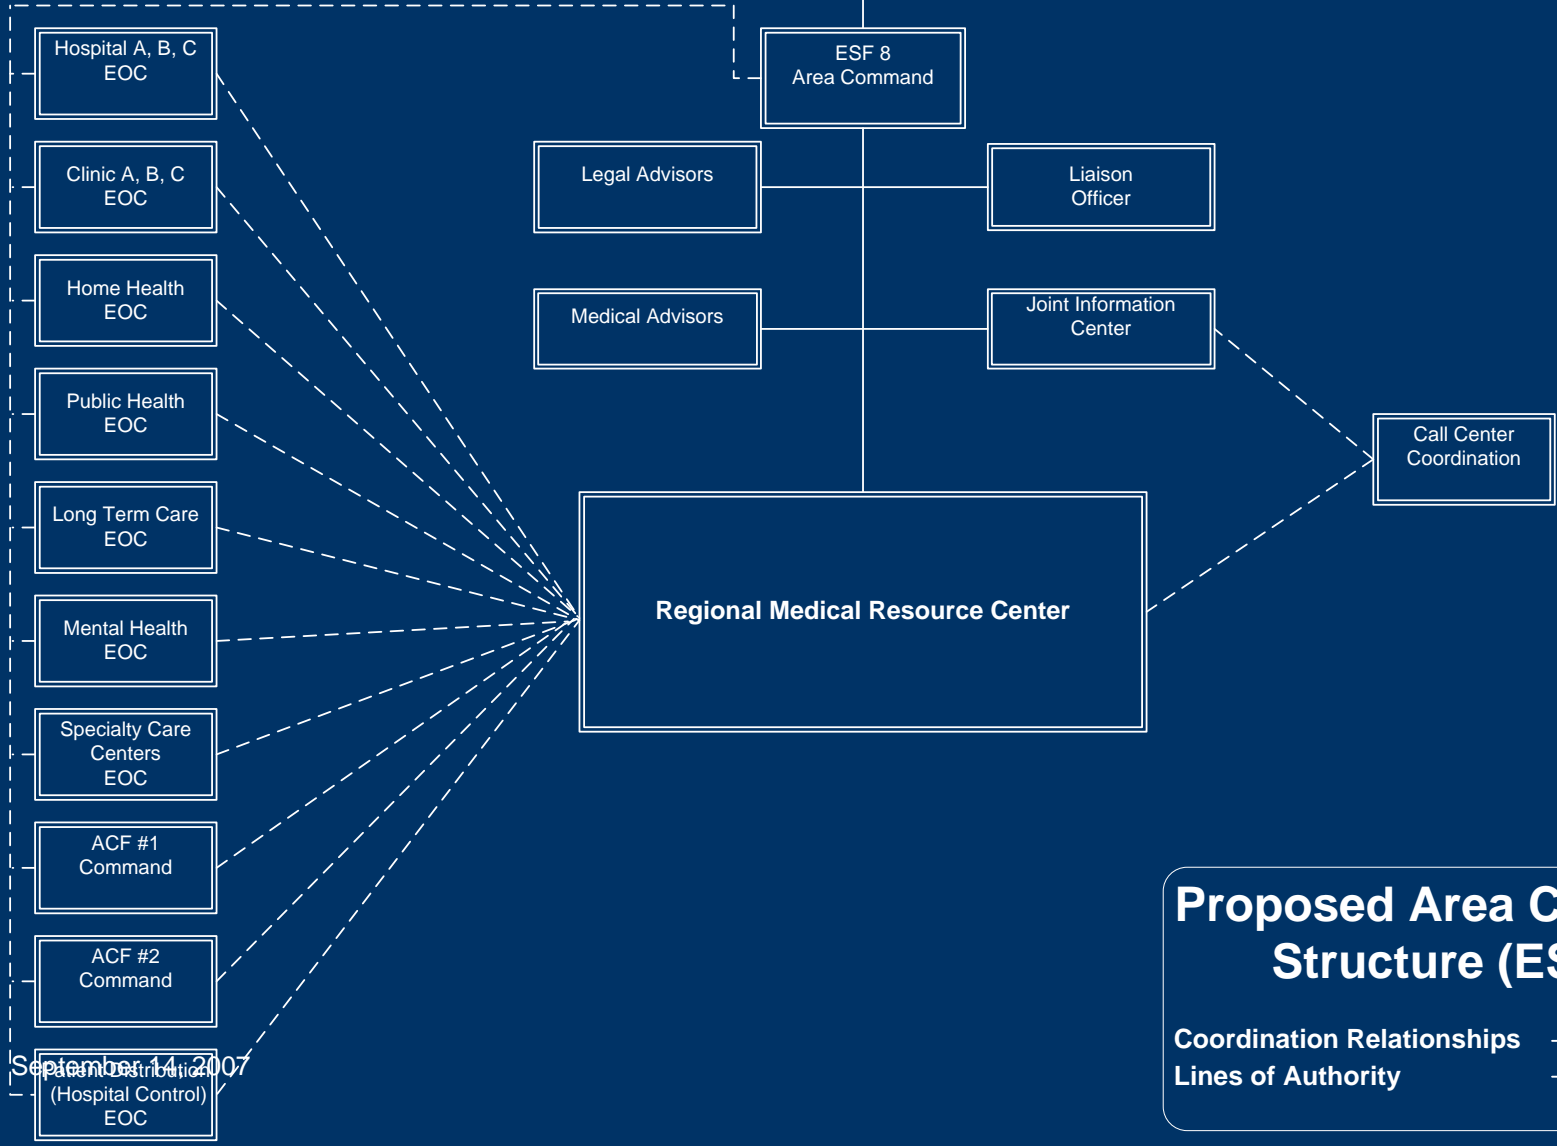 Hospital A, B, C
EOC
ESF 8
Area Command
Clinic A, B, C
EOC
Legal Advisors
Liaison
Officer
Home Health
EOC
Medical Advisors
Joint Information
Center
Public Health
EOC
Call Center
Coordination
Long Term Care
EOC
Regional Medical Resource Center
Mental Health
EOC
Specialty Care
Centers
EOC
ACF #1
Command
ACF #2
Command
Proposed Area C
Structure (ES
Coordination Relationships
Lines of Authority
September 14, 2007
Patient Distribution
(Hospital Control)
EOC